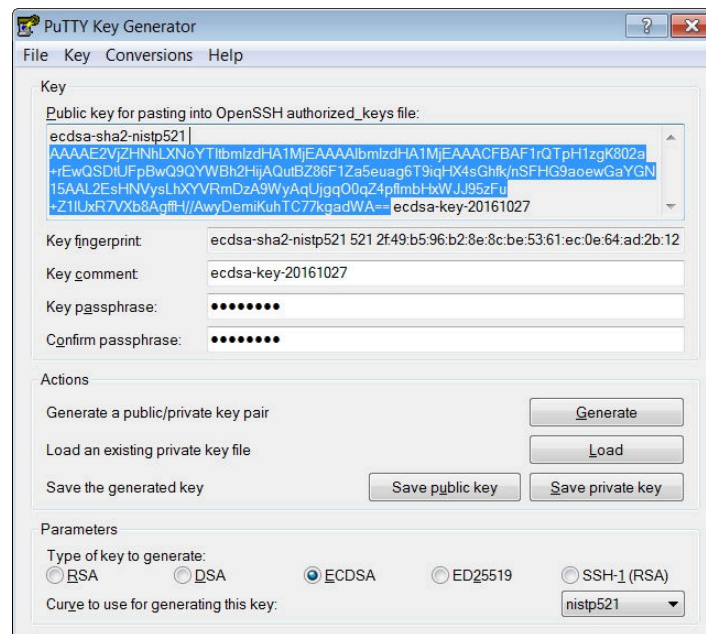 PuTTY Key Generator
File Key Conversions Help
Key
Public key for pasting into OpenSSH authorized_keys file:
ecdsa-sha2-nistp521
AAAAE2VjZHNhLXNoYTItbmlzdHA1MjEAAAAIbmlzdHA1MjEAAACFBAF1rQTpH1zgK802a
+rEwQSDtUFpBwQ9QYWBh2HijAQutBZ86F1Za5euag6T9iqHX4sGhfk/nSFHG9aoewGaYGN
15AAL2EsHNVysLhXYVRmDzA9WyAqUjgqO0qZ4pflmbHxWJJ95zFu
+Z1IUxR7VXb8AgffH//AwyDemiKuhTC77kgadWA== ecdsa-key-20161027
Key fingerprint: ecdsa-sha2-nistp521 521 2f:49:b5:96:b2:8e:8c:be:53:61:ec:0e:64:ad:2b:12
Key comment: ecdsa-key-20161027
Key passphrase: ●●●●●●●●
Confirm passphrase: ●●●●●●●●
Actions
Generate a public/private key pair Generate
Load an existing private key file Load
Save the generated key Save public key Save private key
Parameters
Type of key to generate:
RSA DSA ECDSA ED25519 SSH-1 (RSA)
Curve to use for generating this key: nistp521